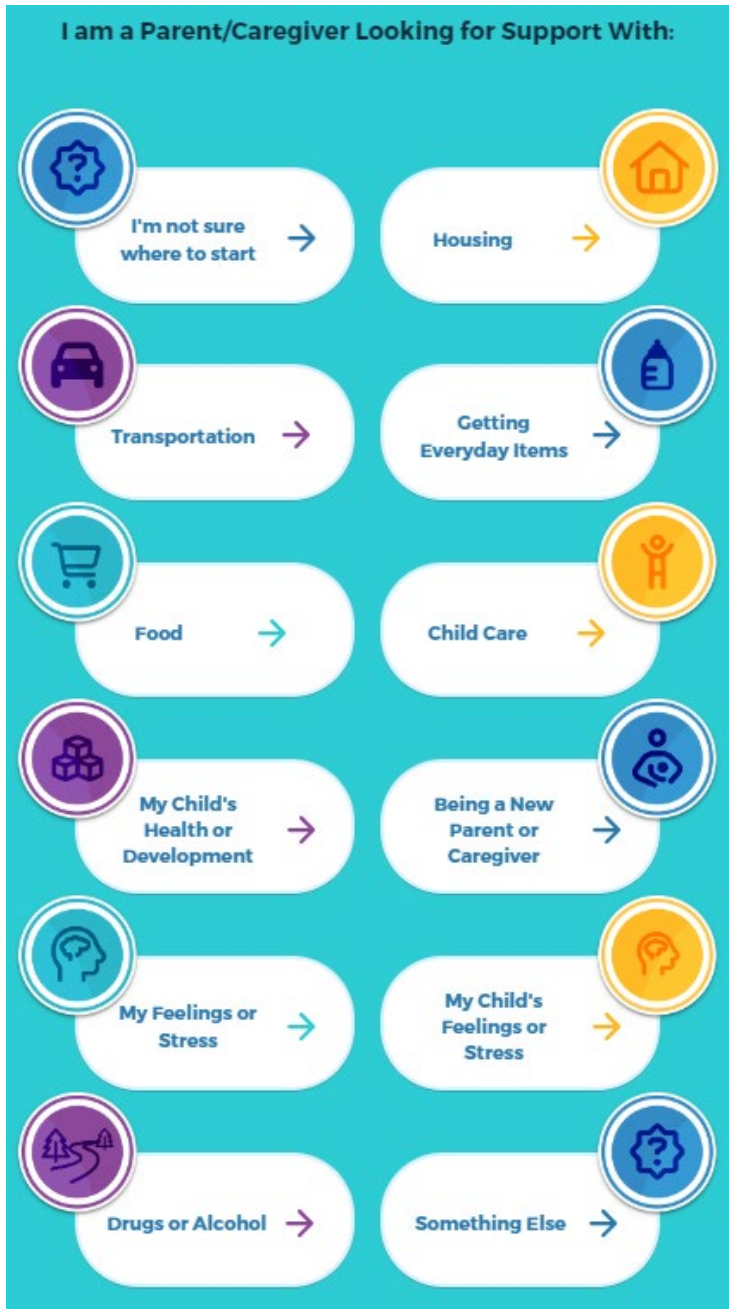 I am a Parent/Caregiver Looking for Support With:
I'm not sure
where to start
Housing
Transportation
Getting
Everyday Items
Food
Child Care
My Child's
Health or
Development
Being a New
Parent or
Caregiver
My Feelings or
Stress
My Child's
Feelings or
Stress
Drugs or Alcohol
Something Else